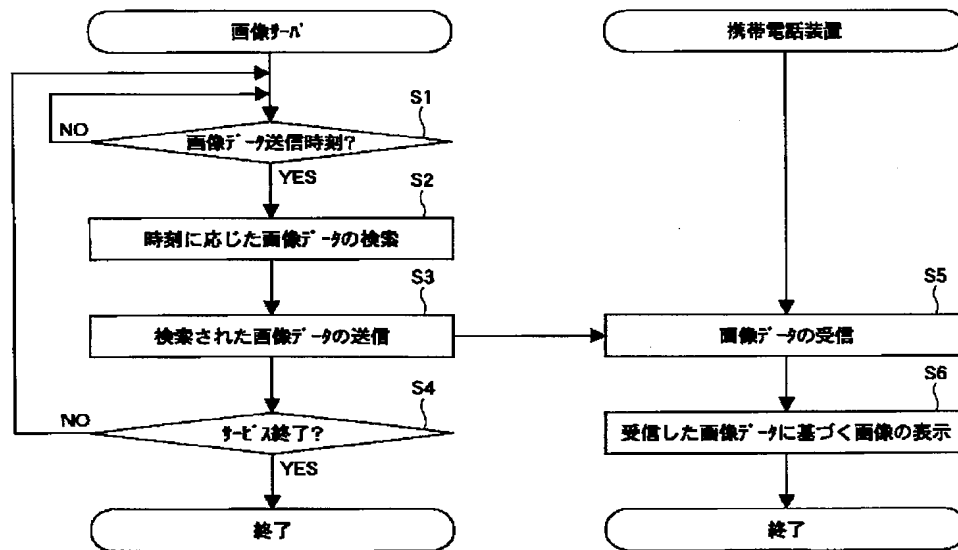 画像ｻｰﾊﾞ
携帯電話装置
S1
NO
画像ﾃﾞｰﾀ送信時刻?
YES
S2
時刻に応じた画像ﾃﾞｰﾀの検索
S3
検索された画像ﾃﾞｰﾀの送信
S5
画像データの受信
S4
NO
ｻｰﾋﾞｽ終了?
YES
S6
受信した画像ﾃﾞｰﾀに基づく画像の表示
終了
終了